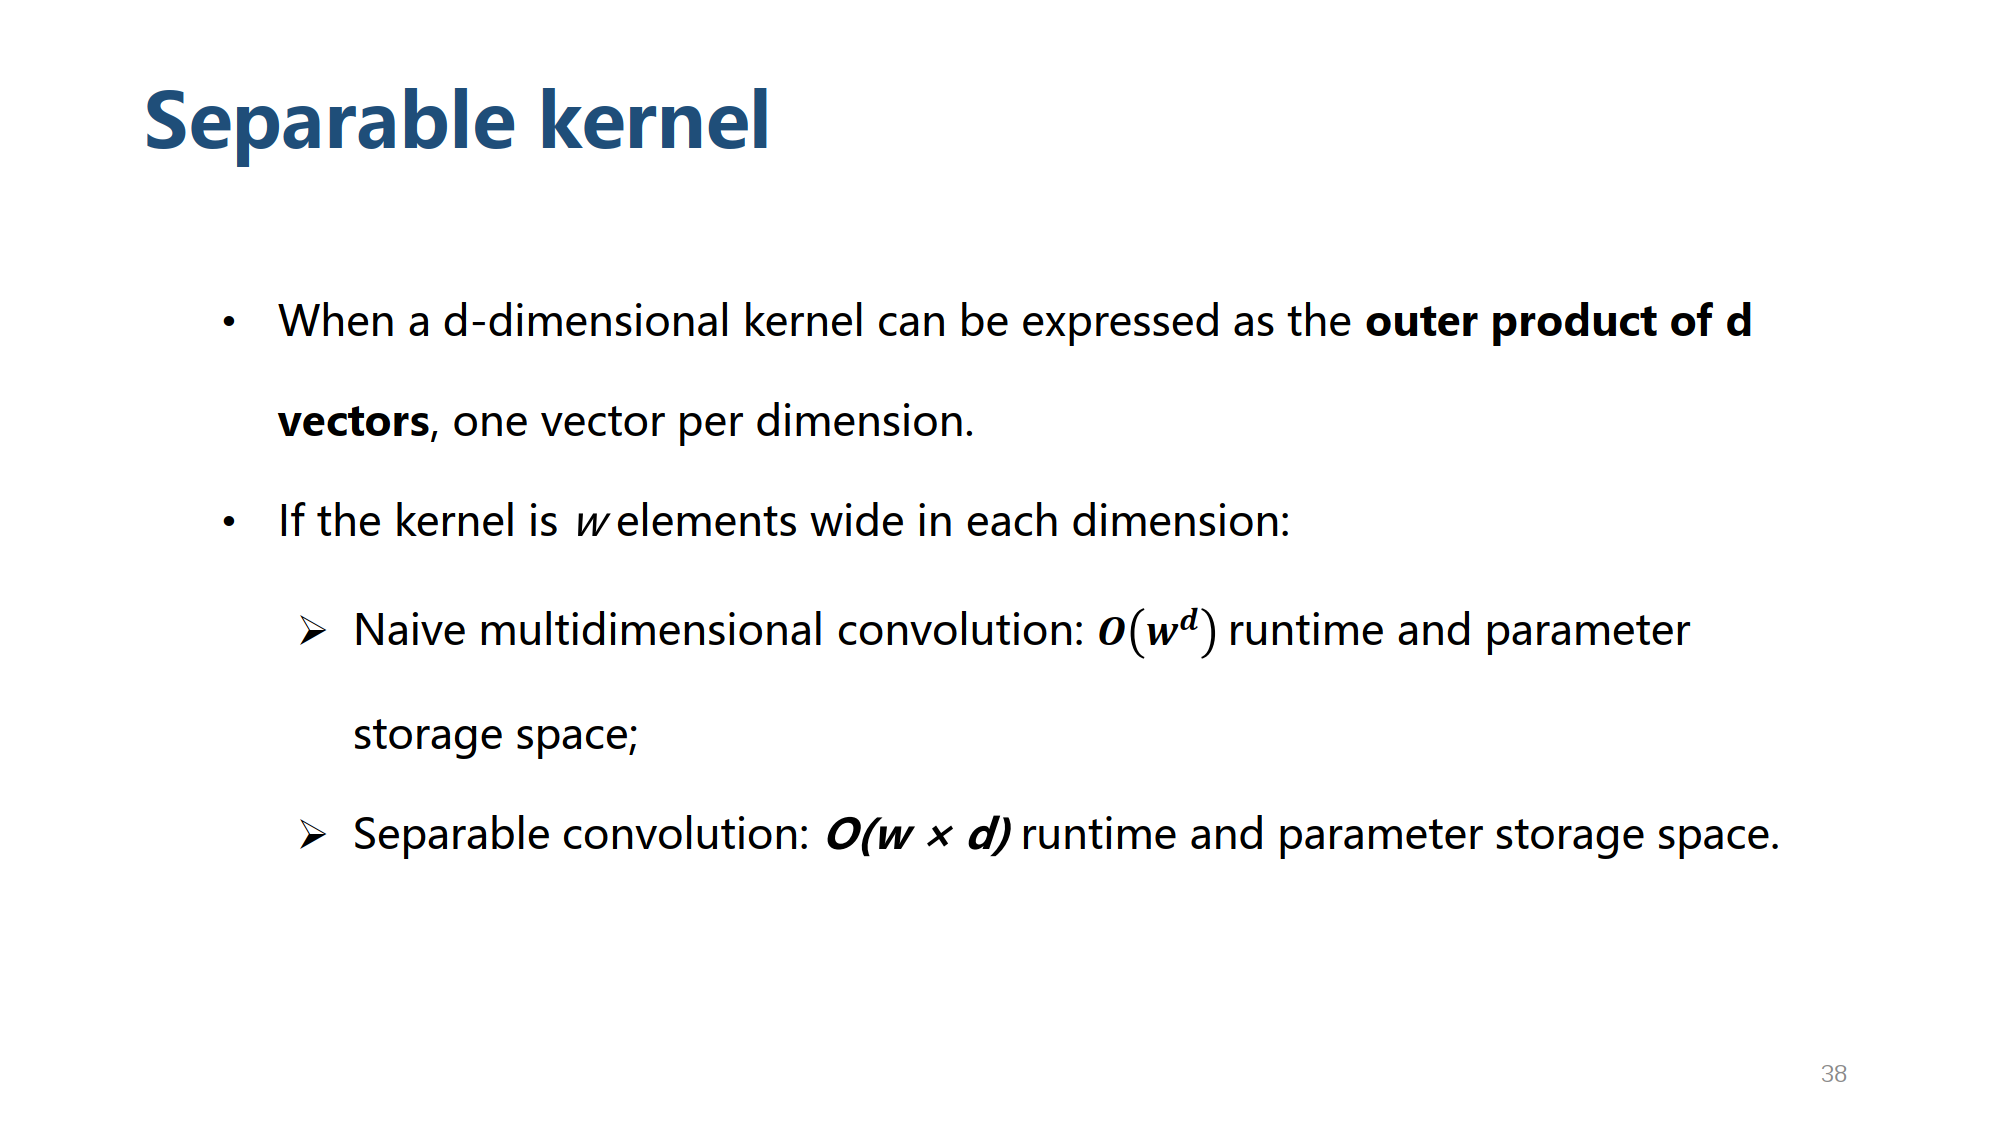 Separable kernel
• When a d-dimensional kernel can be expressed as the outer product of d
vectors, one vector per dimension.
• If the kernel is w elements wide in each dimension:
➢ Naive multidimensional convolution: O(w^d) runtime and parameter
storage space;
➢ Separable convolution: O(w × d) runtime and parameter storage space.
38